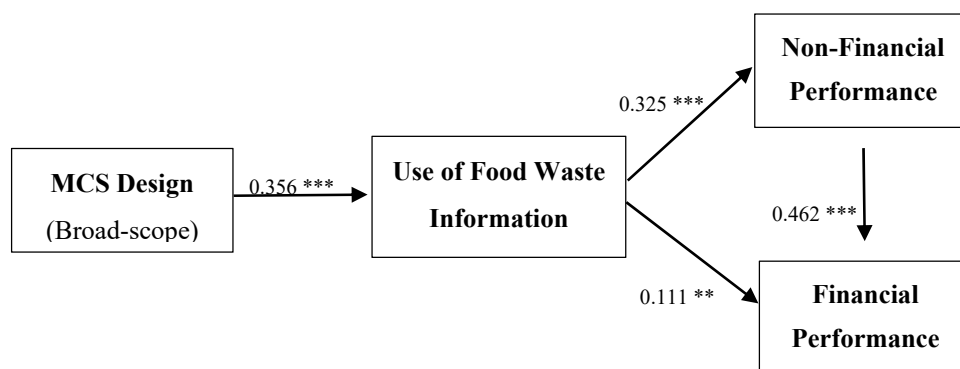 Non-Financial
Performance
0.325 ***
MCS Design
(Broad-scope)
0.356 ***
Use of Food Waste
Information
0.462 ***
0.111 **
Financial
Performance